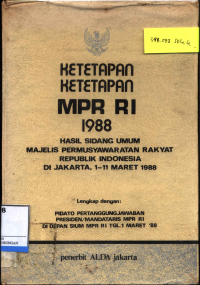 KETETAPAN
KETETAPAN
MPR RI
1988
HASIL SIDANG UMUM
MAJELIS PERMUSYAWARATAN RAKYAT
REPUBLIK INDONESIA
DI JAKARTA, 1-11 MARET 1988
Lengkap dengan:
PIDATO PERTANGGUNGJAWABAN
PRESIDEN/MANDATARIS MPR RI
DI DEPAN SIUM MPR RI TGL.1 MARET '88
penerbit ALDA jakarta